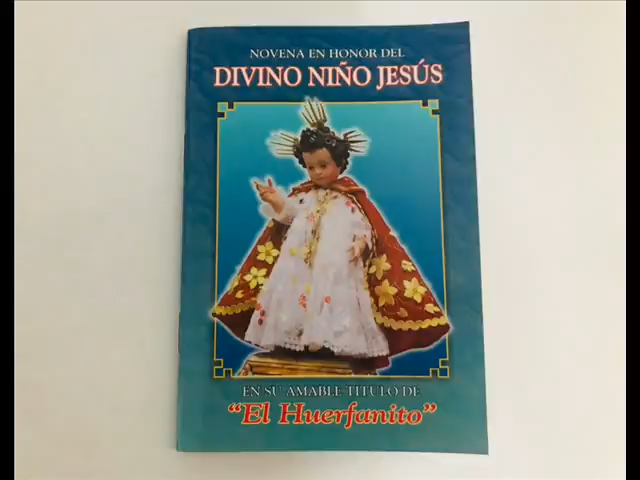 NOVENA EN HONOR DEL
DIVINO NIÑO JESÚS
EN SU AMABLE TITULO DE
“El Huerfanito”